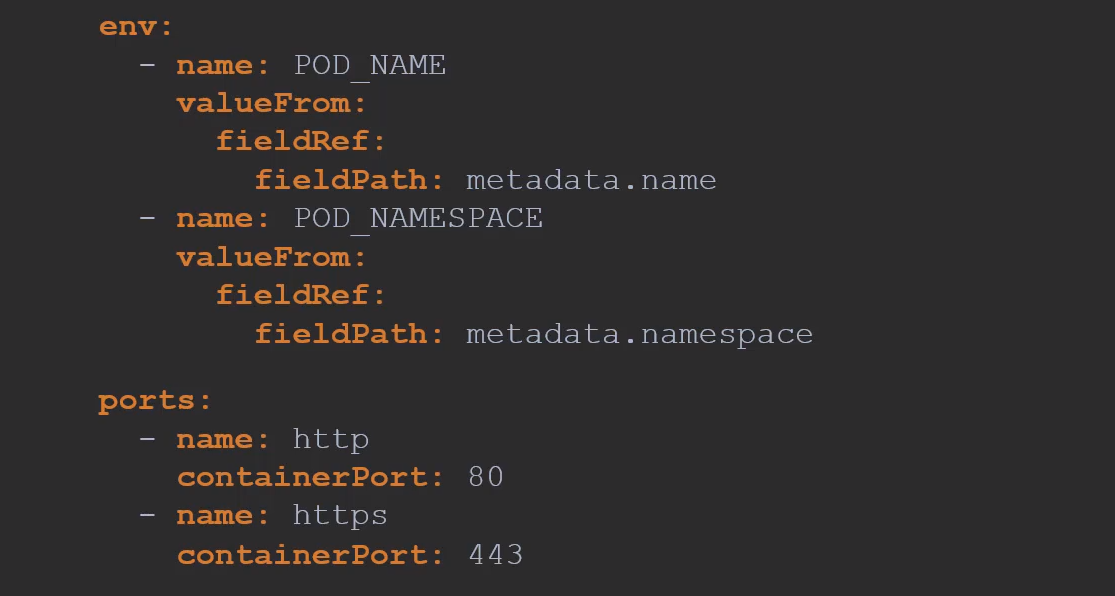 env:
  - name: POD_NAME
    valueFrom:
      fieldRef:
        fieldPath: metadata.name
  - name: POD_NAMESPACE
    valueFrom:
      fieldRef:
        fieldPath: metadata.namespace
ports:
  - name: http
    containerPort: 80
  - name: https
    containerPort: 443